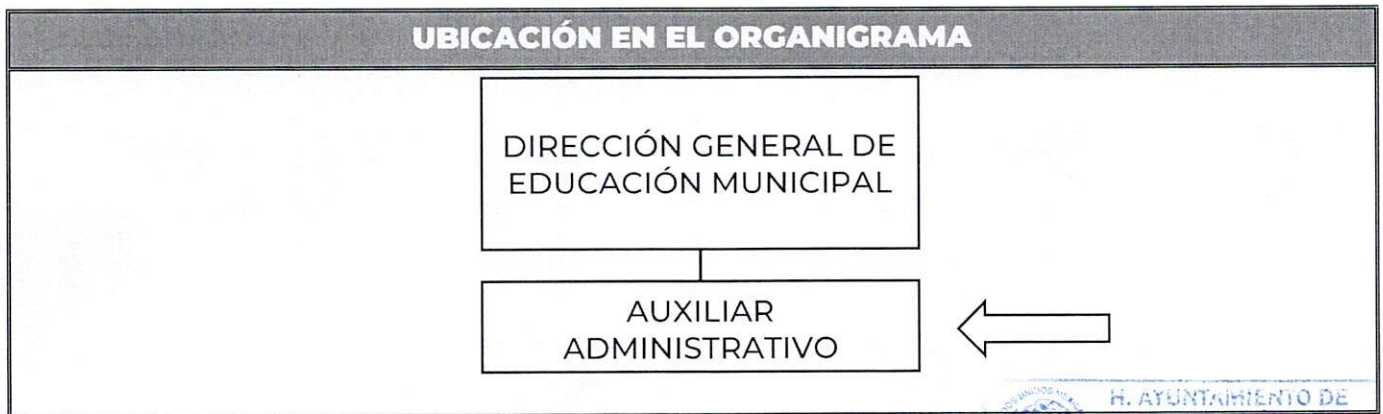 UBICACIÓN EN EL ORGANIGRAMA
DIRECCIÓN GENERAL DE
EDUCACIÓN MUNICIPAL
AUXILIAR
ADMINISTRATIVO
H. AYUNTAMIENTO DE